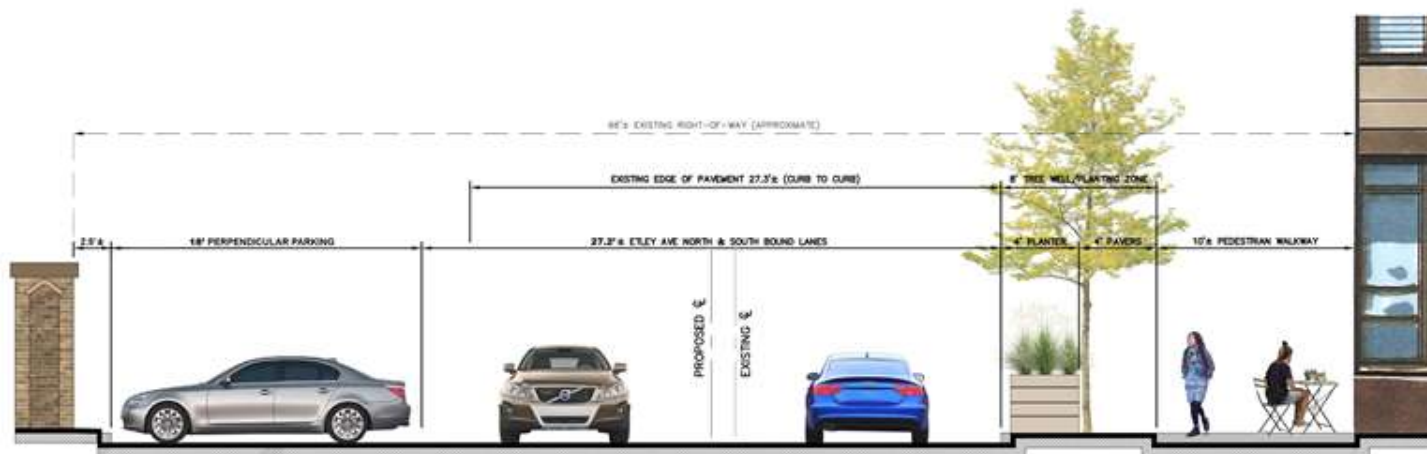 66'± EXISTING RIGHT-OF-WAY (APPROXIMATE)
EXISTING EDGE OF PAVEMENT 27.3'± (CURB TO CURB)
8' TREE WELL/PLANTING ZONE
2.5'±
18' PERPENDICULAR PARKING
27.2'± ETLEY AVE NORTH & SOUTH BOUND LANES
4' PLANTER
4' PAVERS
10'± PEDESTRIAN WALKWAY
PROPOSED ℄
EXISTING ℄